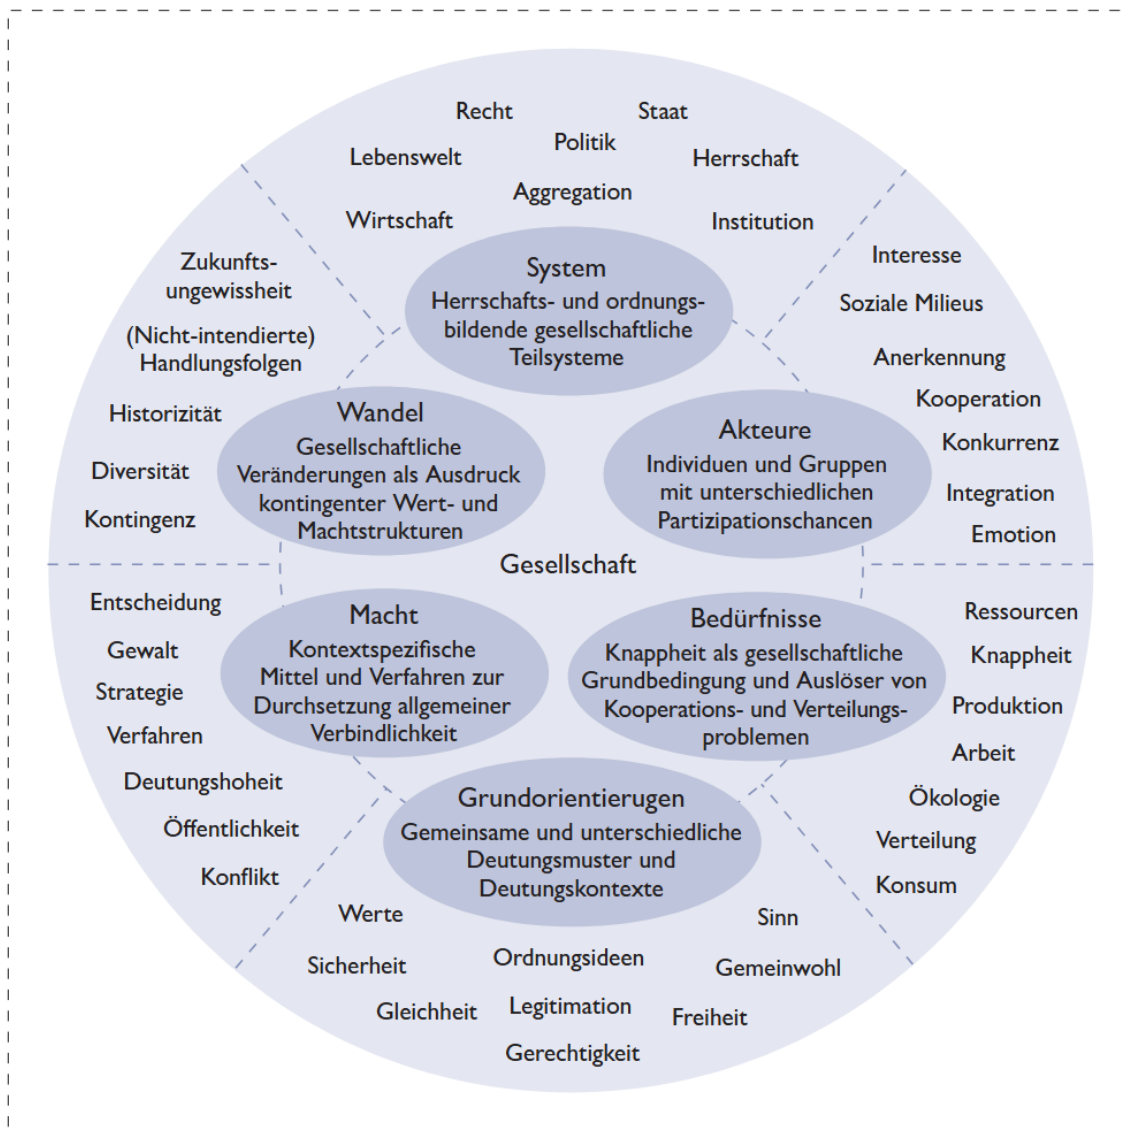 Recht
Staat
Politik
Lebenswelt
Herrschaft
Aggregation
Wirtschaft
Institution
System
Herrschafts- und ordnungs-
bildende gesellschaftliche
Teilsysteme
Zukunfts-
ungewissheit
(Nicht-intendierte)
Handlungsfolgen
Historizität
Diversität
Kontingenz
Wandel
Gesellschaftliche
Veränderungen als Ausdruck
kontingenter Wert- und
Machtstrukturen
Interesse
Soziale Milieus
Anerkennung
Kooperation
Konkurrenz
Integration
Emotion
Akteure
Individuen und Gruppen
mit unterschiedlichen
Partizipationschancen
Gesellschaft
Entscheidung
Gewalt
Strategie
Verfahren
Deutungshoheit
Öffentlichkeit
Konflikt
Macht
Kontextspezifische
Mittel und Verfahren zur
Durchsetzung allgemeiner
Verbindlichkeit
Bedürfnisse
Knappheit als gesellschaftliche
Grundbedingung und Auslöser von
Kooperations- und Verteilungs-
problemen
Ressourcen
Knappheit
Produktion
Arbeit
Ökologie
Verteilung
Konsum
Grundorientierugen
Gemeinsame und unterschiedliche
Deutungsmuster und
Deutungskontexte
Werte
Sinn
Sicherheit
Ordnungsideen
Gemeinwohl
Gleichheit
Legitimation
Freiheit
Gerechtigkeit